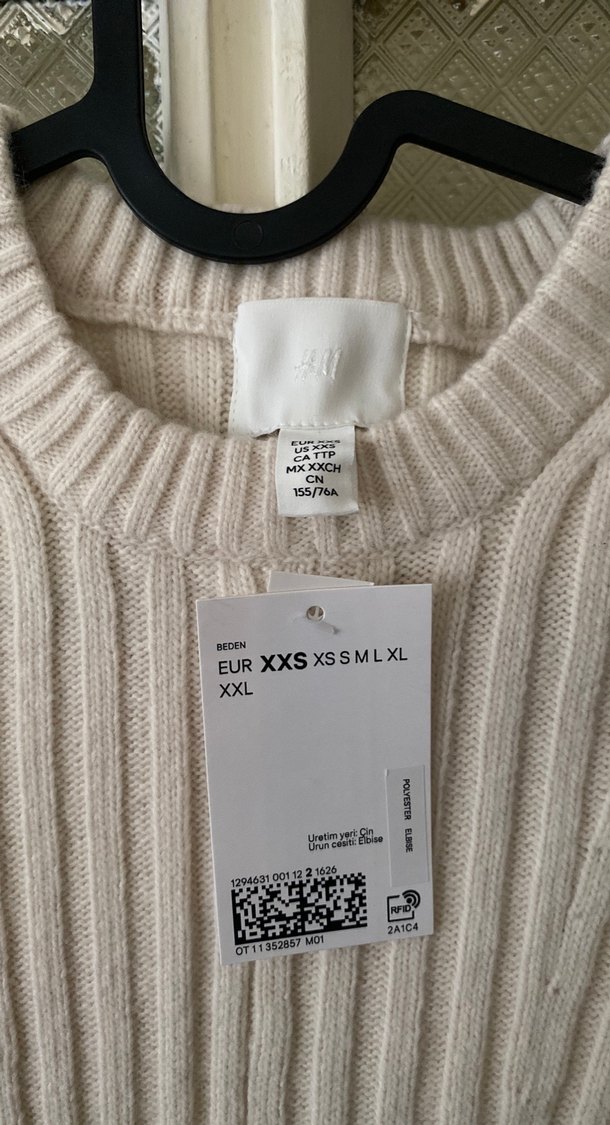 H&M
EUR XXS
US XXS
CA TTP
MX XXCH
CN
155/76A
BEDEN
EUR XXS XS S M L XL
XXL
POLYESTER ELBISE
Uretim yeri: Çin
Urun cesiti: Elbise
1294631 001 12 2 1626
RFID
2A1C4
OT 11 352857 M01